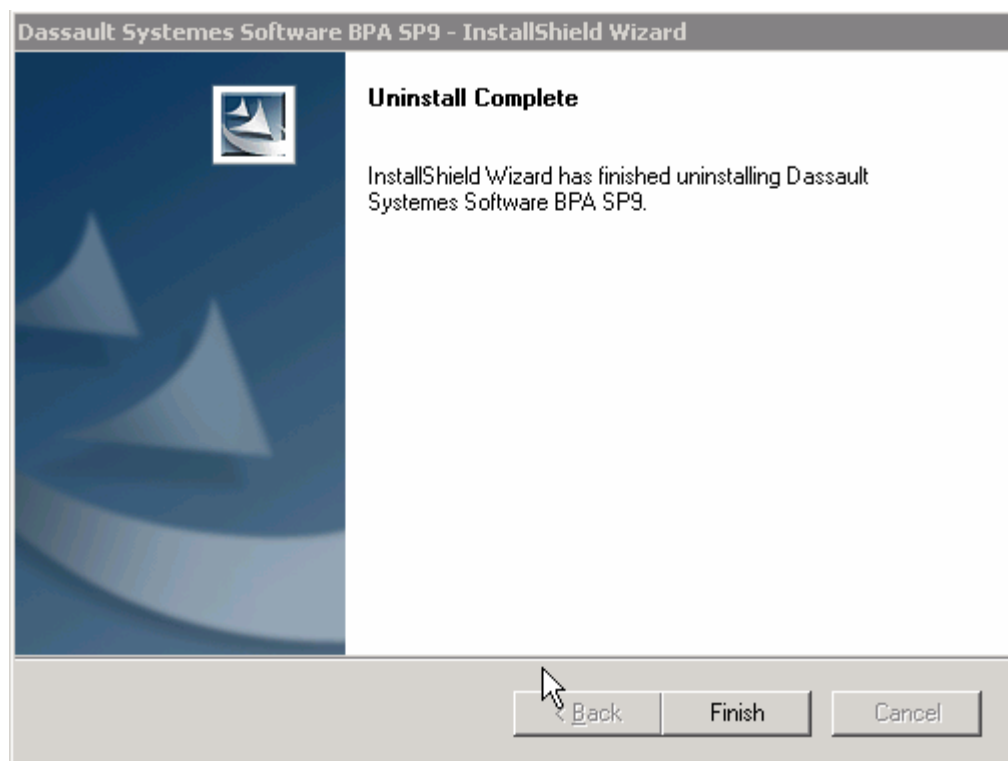 Dassault Systemes Software BPA SP9 - InstallShield Wizard
Uninstall Complete
InstallShield Wizard has finished uninstalling Dassault
Systemes Software BPA SP9.
< Back Finish Cancel